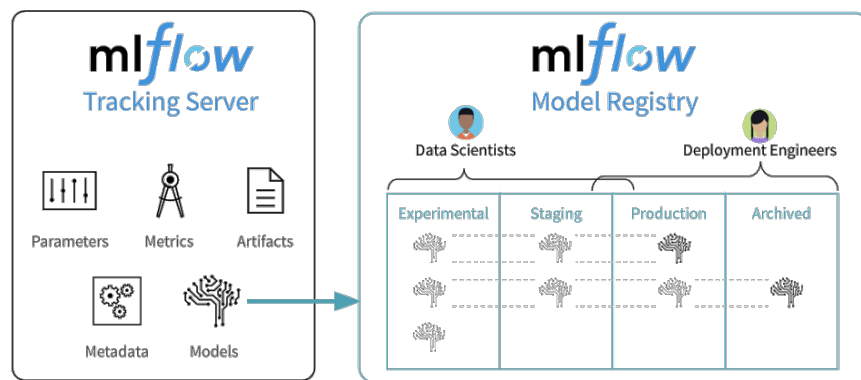 mlflow
Tracking Server
Parameters
Metrics
Artifacts
Metadata
Models
mlflow
Model Registry
Data Scientists
Deployment Engineers
Experimental
Staging
Production
Archived